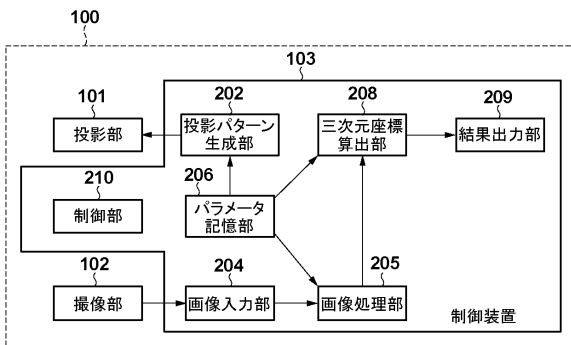 100
103
101
投影部
202
投影パターン
生成部
208
三次元座標
算出部
209
結果出力部
210
制御部
206
パラメータ
記憶部
102
撮像部
204
画像入力部
205
画像処理部
制御装置